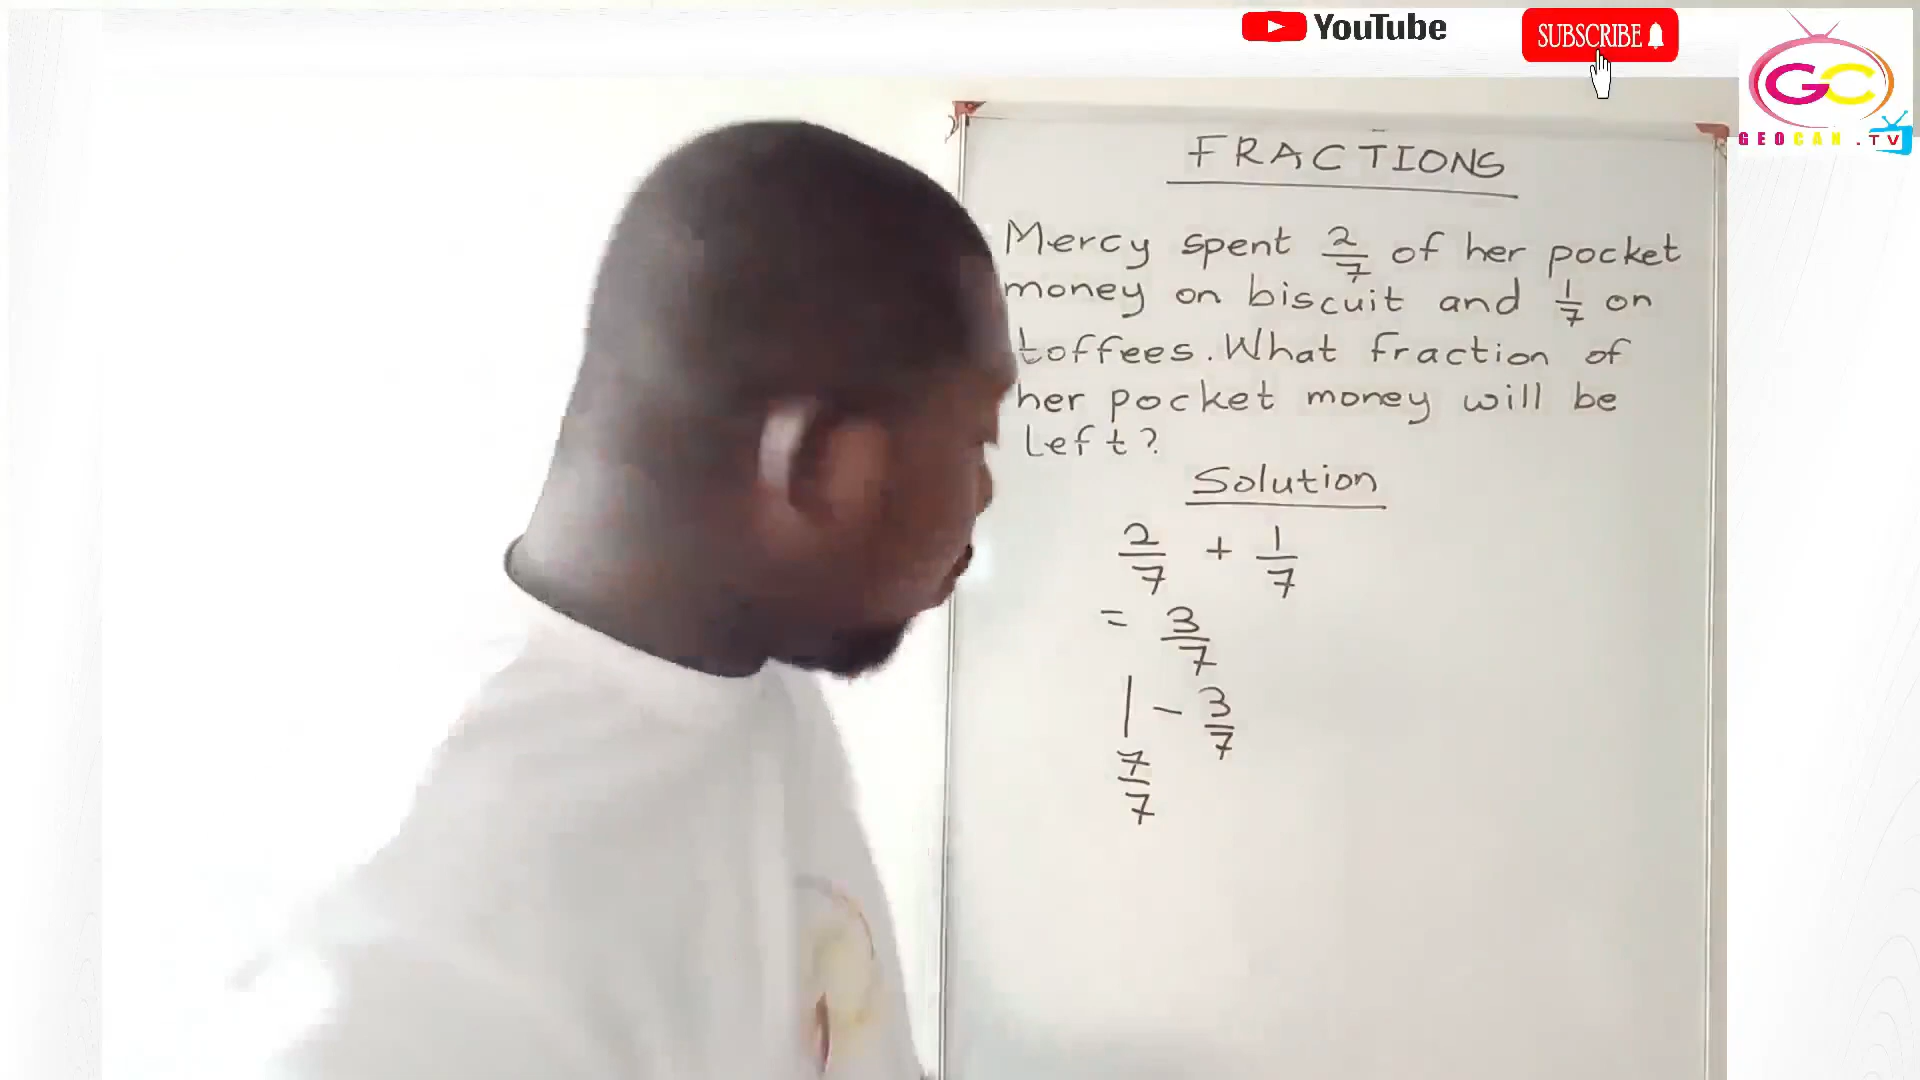 YouTube
SUBSCRIBE
GC
GEOCAN.TV
FRACTIONS
Mercy spent 2/7 of her pocket
money on biscuit and 1/7 on
toffees. What fraction of
her pocket money will be
left?
Solution
2/7 + 1/7
= 3/7
1 - 3/7
7/7